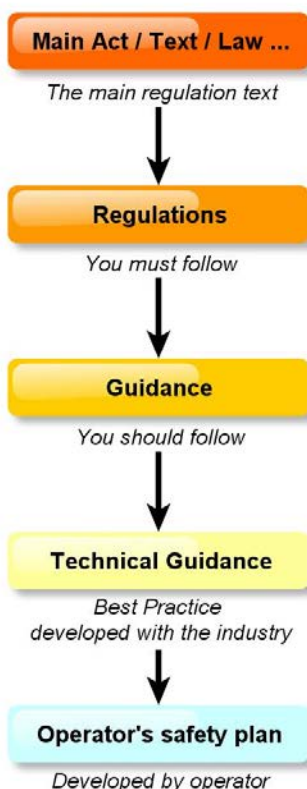 Main Act / Text / Law ...
The main regulation text
Regulations
You must follow
Guidance
You should follow
Technical Guidance
Best Practice
developed with the industry
Operator's safety plan
Developed by operator